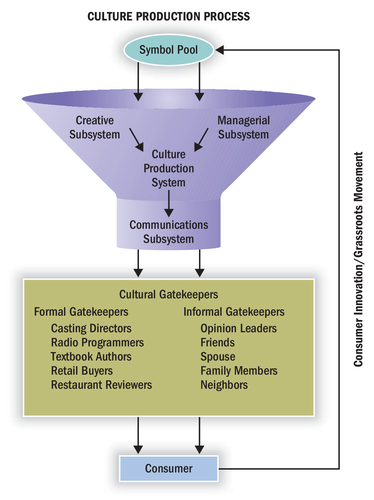 CULTURE PRODUCTION PROCESS
Symbol Pool
Creative
Subsystem
Managerial
Subsystem
Culture
Production
System
Communications
Subsystem
Cultural Gatekeepers
Formal Gatekeepers
Casting Directors
Radio Programmers
Textbook Authors
Retail Buyers
Restaurant Reviewers
Informal Gatekeepers
Opinion Leaders
Friends
Spouse
Family Members
Neighbors
Consumer
Consumer Innovation/Grassroots Movement